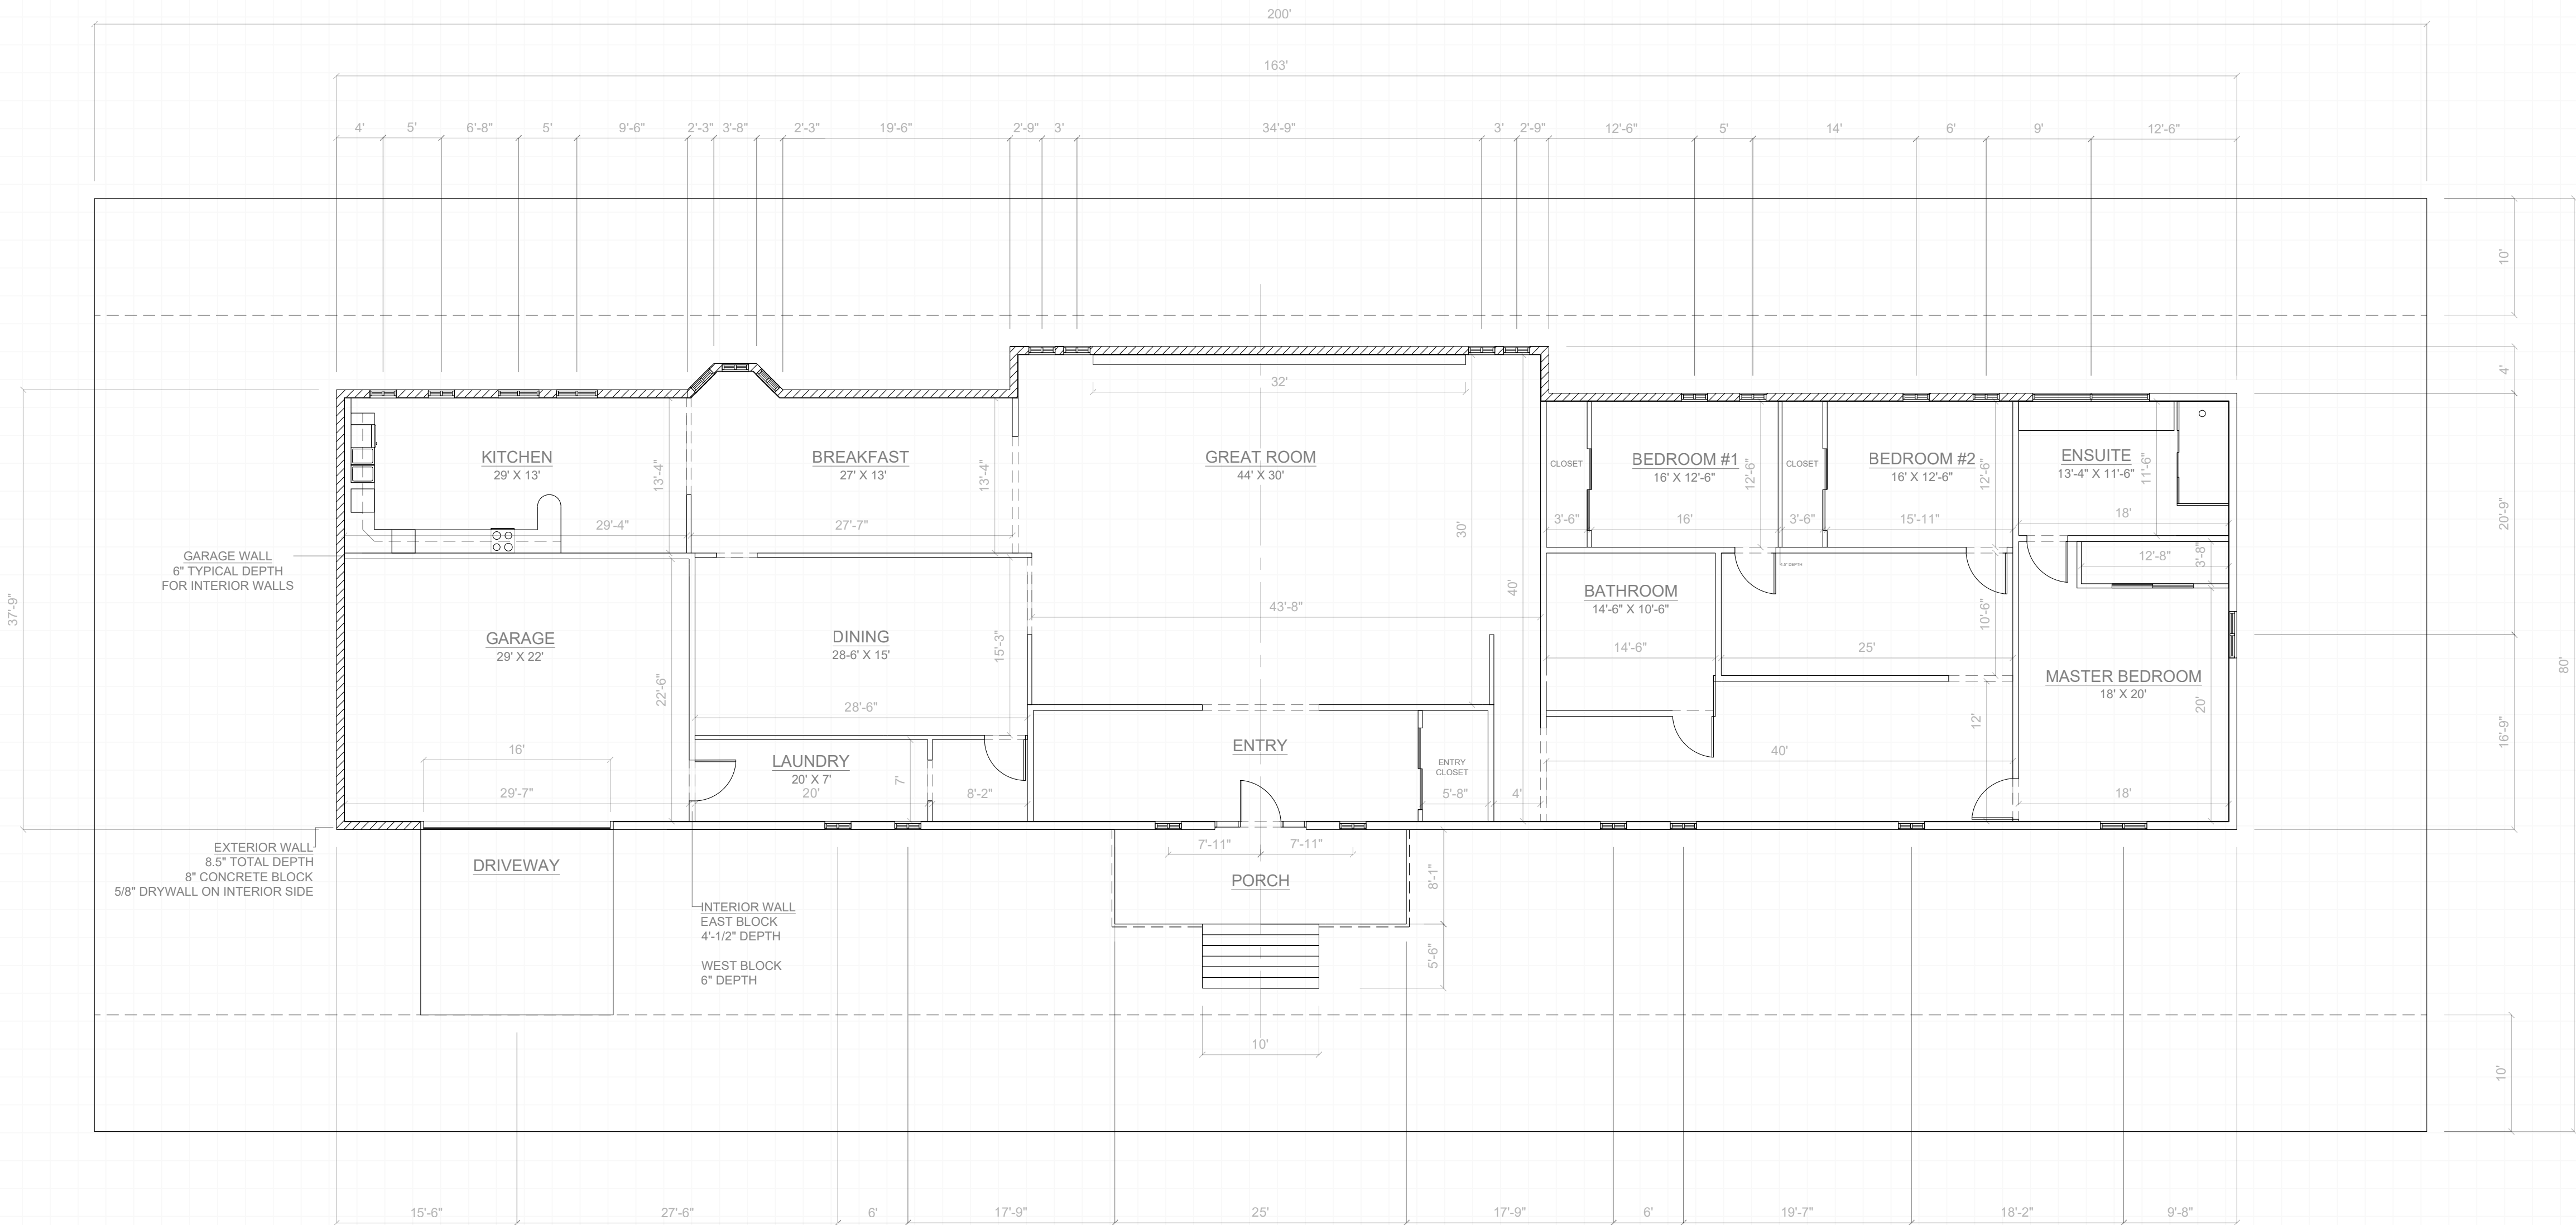 200'
163'
4' 5' 6'-8" 5' 9'-6" 2'-3" 3'-8" 2'-3" 19'-6" 2'-9" 3' 34'-9" 3' 2'-9" 12'-6" 5' 14' 6' 9' 12'-6"
10'
4'
32'
KITCHEN
29' X 13'
13'-4"
29'-4"
BREAKFAST
27' X 13'
13'-4"
27'-7"
GREAT ROOM
44' X 30'
30'
40'
43'-8"
CLOSET
3'-6"
BEDROOM #1
16' X 12'-6"
12'-6"
16'
CLOSET
3'-6"
BEDROOM #2
16' X 12'-6"
12'-6"
15'-11"
ENSUITE
13'-4" X 11'-6"
11'-6"
18'
20'-9"
12'-8"
3'-8"
GARAGE WALL
6" TYPICAL DEPTH
FOR INTERIOR WALLS
37'-9"
GARAGE
29' X 22'
22'-6"
16'
29'-7"
DINING
28-6' X 15'
15'-3"
28'-6"
BATHROOM
14'-6" X 10'-6"
14'-6"
10'-6"
25'
MASTER BEDROOM
18' X 20'
20'
18'
80'
16'-9"
12'
40'
LAUNDRY
20' X 7'
20'
7'
8'-2"
ENTRY
ENTRY
CLOSET
5'-8"
4'
EXTERIOR WALL
8.5" TOTAL DEPTH
8" CONCRETE BLOCK
5/8" DRYWALL ON INTERIOR SIDE
DRIVEWAY
INTERIOR WALL
EAST BLOCK
4'-1/2" DEPTH
WEST BLOCK
6" DEPTH
7'-11" 7'-11"
PORCH
8'-1"
5'-6"
10'
10'
15'-6" 27'-6" 6' 17'-9" 25' 17'-9" 6' 19'-7" 18'-2" 9'-8"